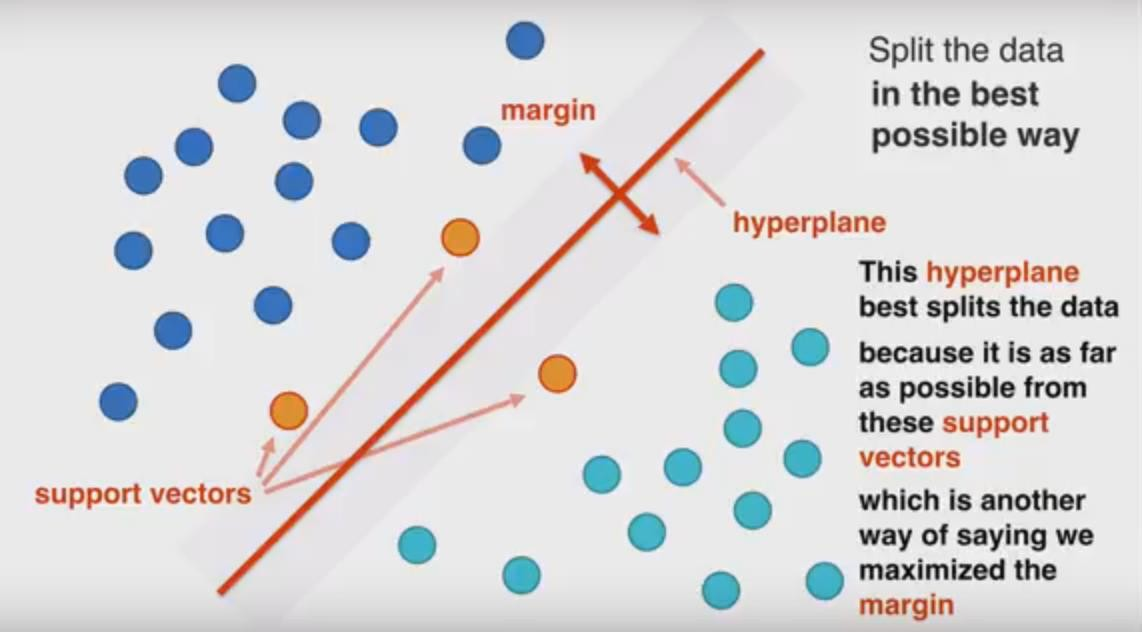 Split the data
in the best
possible way
margin
hyperplane
This hyperplane
best splits the data
because it is as far
as possible from
these support
vectors
support vectors
which is another
way of saying we
maximized the
margin